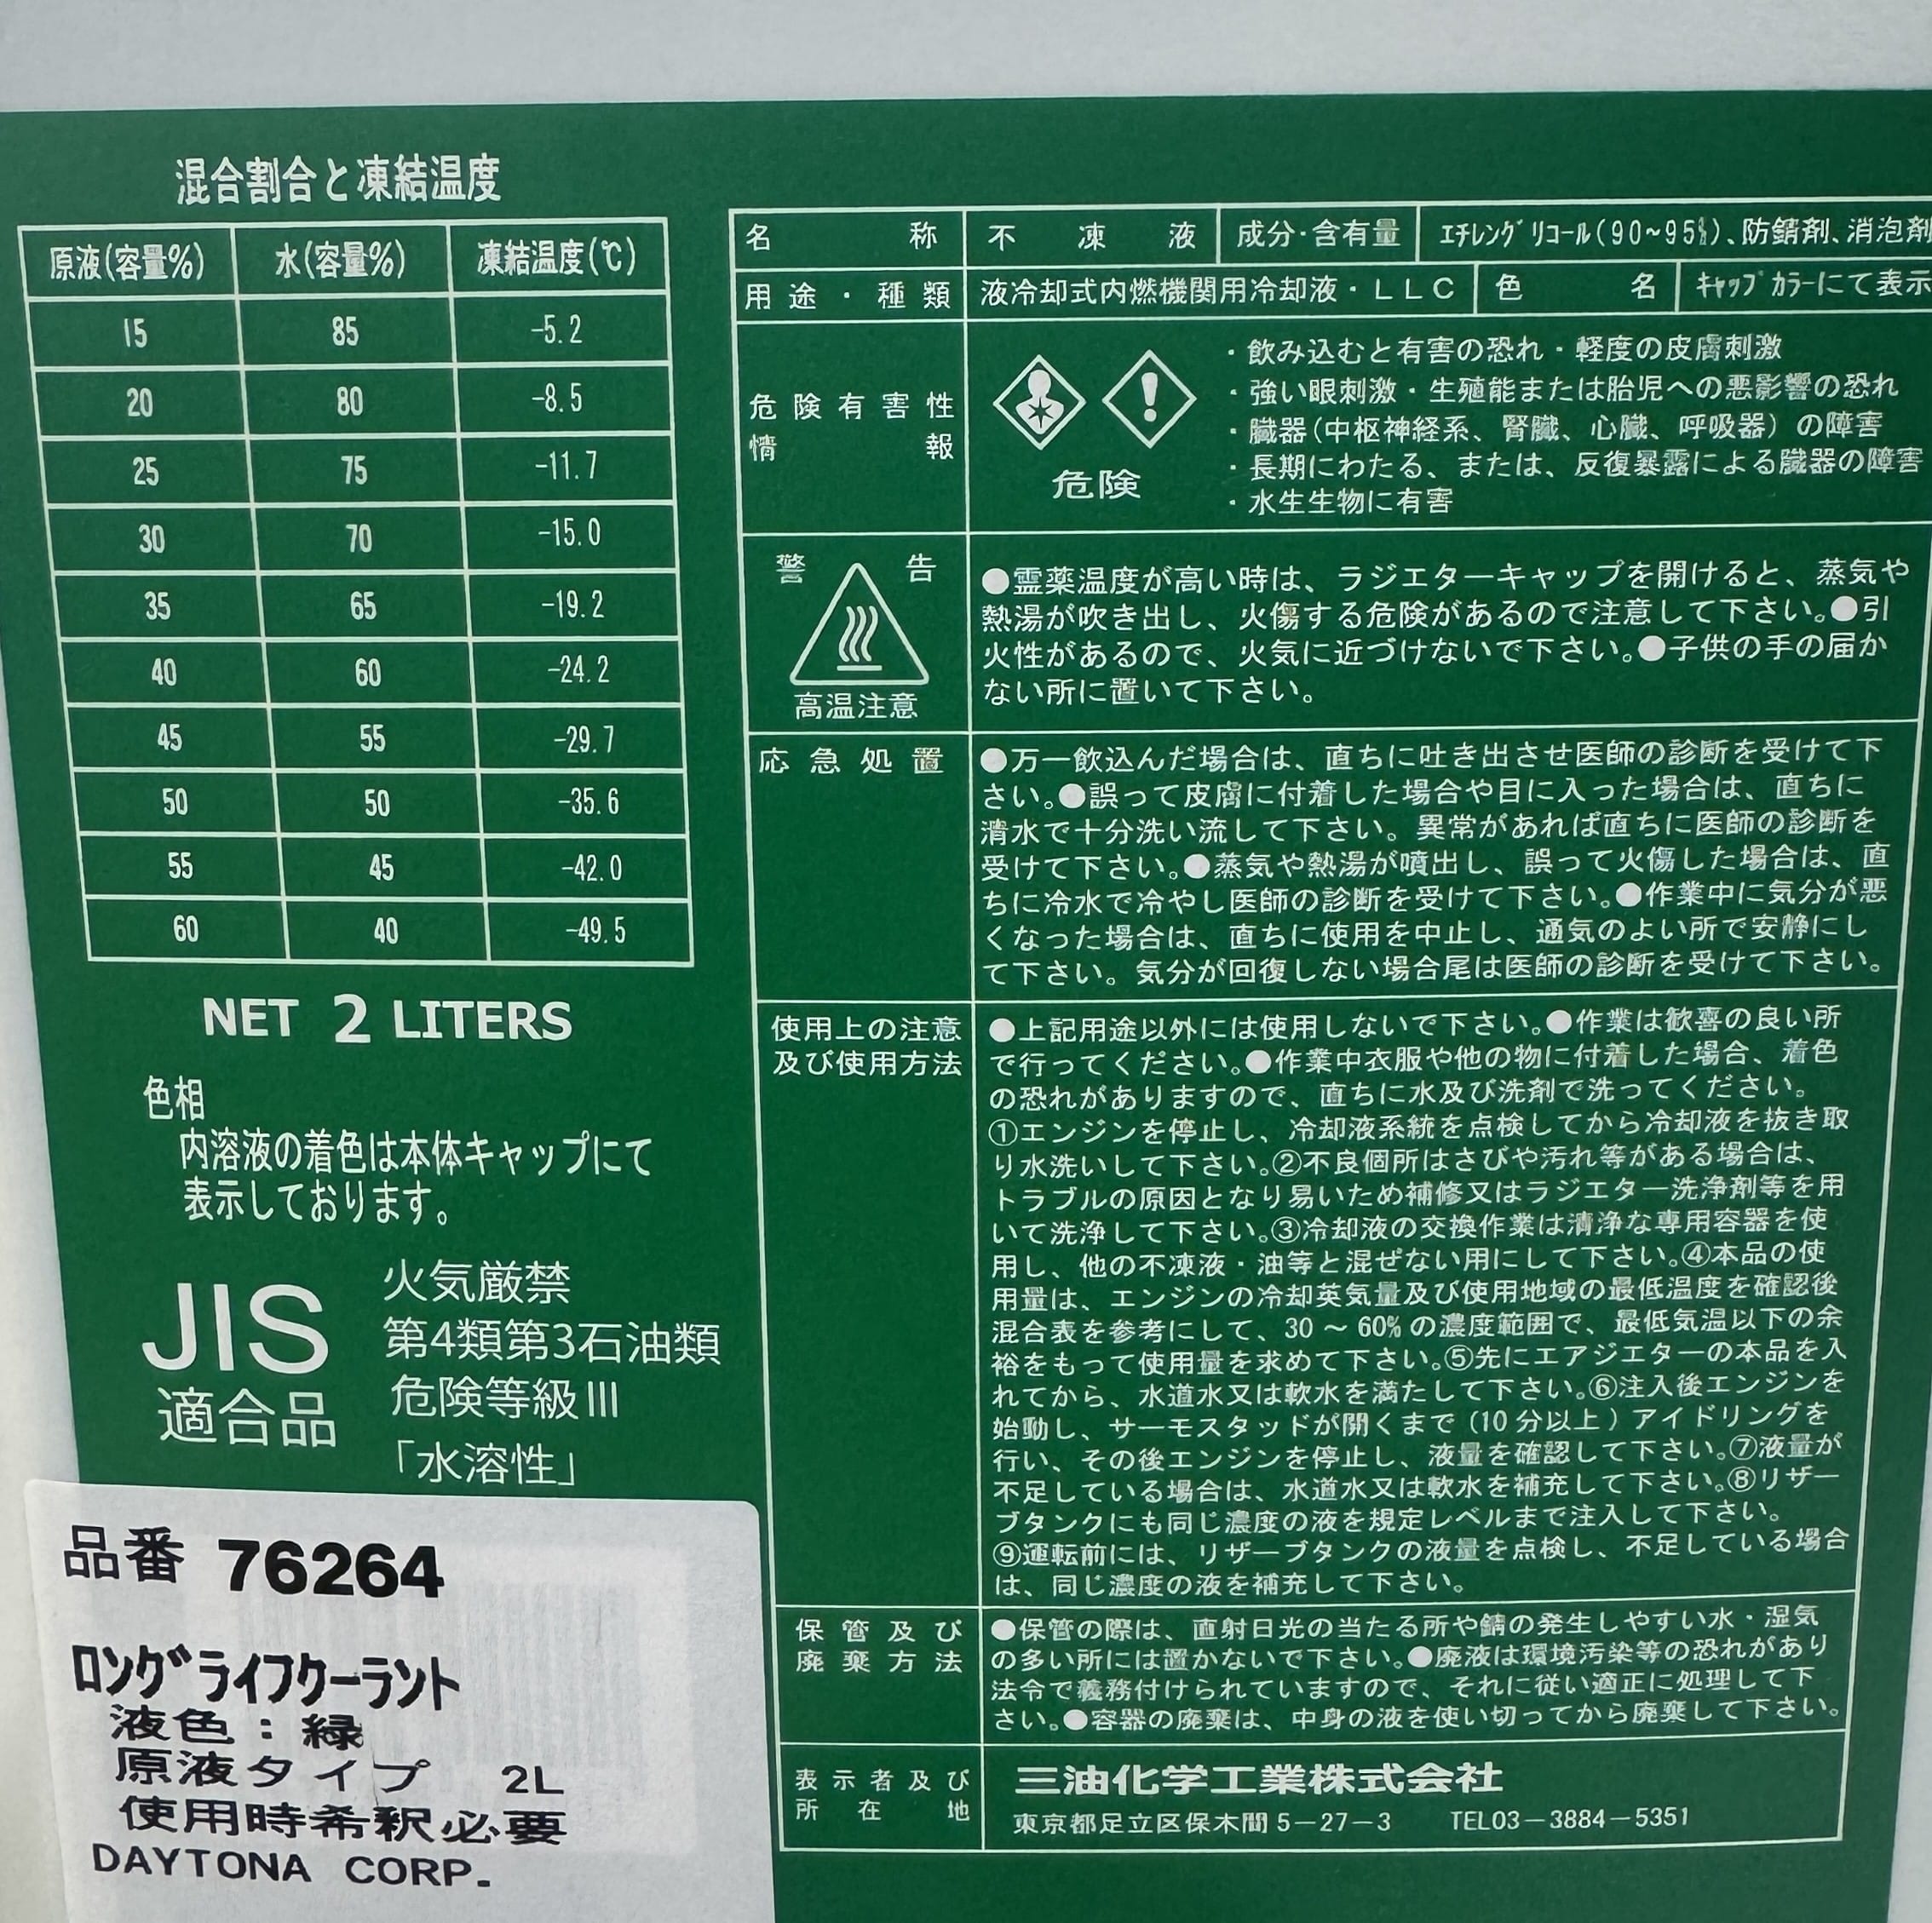 混合割合と凍結温度
原液(容量%) 水(容量%) 凍結温度(℃)
15 85 -5.2
20 80 -8.5
25 75 -11.7
30 70 -15.0
35 65 -19.2
40 60 -24.2
45 55 -29.7
50 50 -35.6
55 45 -42.0
60 40 -49.5
NET 2 LITERS
色相
内溶液の着色は本体キャップにて
表示しております。
JIS
適合品
火気厳禁
第4類第3石油類
危険等級III
「水溶性」
品番 76264
ロングライフクーラント
液色：緑
原液タイプ 2L
使用時希釈必要
DAYTONA CORP.
名称 不凍液 成分・含有量 エチレングリコール(90~95%)、防錆剤、消泡剤
用途・種類 液冷却式内燃機関用冷却液・LLC 色名 キャップカラーにて表示
危険有害性
情報
危険
・飲み込むと有害の恐れ・軽度の皮膚刺激
・強い眼刺激・生殖能または胎児への悪影響の恐れ
・臓器(中枢神経系、腎臓、心臓、呼吸器)の障害
・長期にわたる、または、反復暴露による臓器の障害
・水生生物に有害
警告
高温注意
●霊薬温度が高い時は、ラジエターキャップを開けると、蒸気や
熱湯が吹き出し、火傷する危険があるので注意して下さい。●引
火性があるので、火気に近づけないで下さい。●子供の手の届か
ない所に置いて下さい。
応急処置
●万一飲込んだ場合は、直ちに吐き出させ医師の診断を受けて下
さい。●誤って皮膚に付着した場合や目に入った場合は、直ちに
清水で十分洗い流して下さい。異常があれば直ちに医師の診断を
受けて下さい。●蒸気や熱湯が噴出し、誤って火傷した場合は、直
ちに冷水で冷やし医師の診断を受けて下さい。●作業中に気分が悪
くなった場合は、直ちに使用を中止し、通気のよい所で安静にし
て下さい。気分が回復しない場合尾は医師の診断を受けて下さい。
使用上の注意
及び使用方法
●上記用途以外には使用しないで下さい。●作業は歓喜の良い所
で行ってください。●作業中衣服や他の物に付着した場合、着色
の恐れがありますので、直ちに水及び洗剤で洗ってください。
①エンジンを停止し、冷却液系統を点検してから冷却液を抜き取
り水洗いして下さい。②不良個所はさびや汚れ等がある場合は、
トラブルの原因となり易いため補修又はラジエター洗浄剤等を用
いて洗浄して下さい。③冷却液の交換作業は清浄な専用容器を使
用し、他の不凍液・油等と混ぜない用にして下さい。④本品の使
用量は、エンジンの冷却英気量及び使用地域の最低温度を確認後
混合表を参考にして、30～60%の濃度範囲で、最低気温以下の余
裕をもって使用量を求めて下さい。⑤先にエアジエターの本品を入
れてから、水道水又は軟水を満たして下さい。⑥注入後エンジンを
始動し、サーモスタッドが開くまで(10分以上)アイドリングを
行い、その後エンジンを停止し、液量を確認して下さい。⑦液量が
不足している場合は、水道水又は軟水を補充して下さい。⑧リザー
ブタンクにも同じ濃度の液を規定レベルまで注入して下さい。
⑨運転前には、リザーブタンクの液量を点検し、不足している場合
は、同じ濃度の液を補充して下さい。
保管及び
廃棄方法
●保管の際は、直射日光の当たる所や錆の発生しやすい水・湿気
の多い所には置かないで下さい。●廃液は環境汚染等の恐れがあり
法令で義務付けられていますので、それに従い適正に処理して下
さい。●容器の廃棄は、中身の液を使い切ってから廃棄して下さい。
表示者及び
所在地
三油化学工業株式会社
東京都足立区保木間5－27－3 TEL03－3884－5351